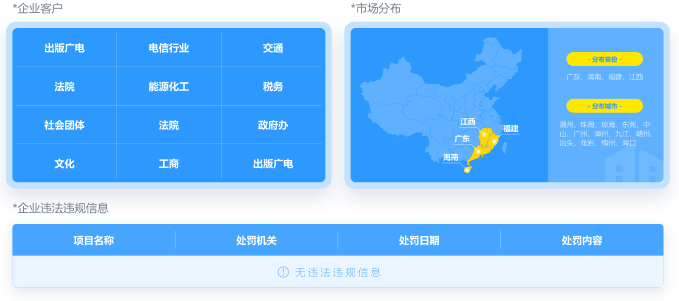 *企业客户
*市场分布
出版广电 电信行业 交通
法院 能源化工 税务
社会团体 法院 政府办
文化 工商 出版广电
江西
福建
广东
海南
- 分布省份 -
广东、海南、福建、江西
- 分布城市 -
潮州、珠海、琼海、东莞、中
山、广州、漳州、九江、赣州、
汕头、龙岩、梅州、海口
*企业违法违规信息
项目名称 处罚机关 处罚日期 处罚内容
无违法违规信息